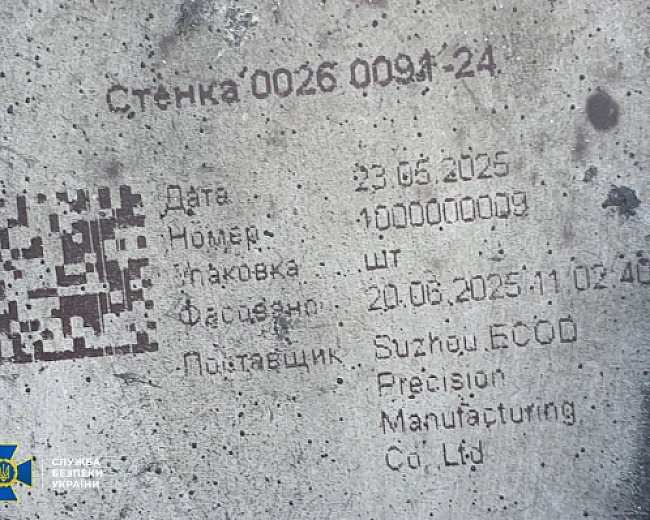 Стенка 0026 0091-24
Дата 23.05.2025
Номер 1000000009
Упаковка шт
Фасовано 20.06.2025 11 02 40
Поставщик Suzhou ECOD
Precision
Manufacturing
Co., Ltd
СЛУЖБА
БЕЗПЕКИ
УКРАЇНИ